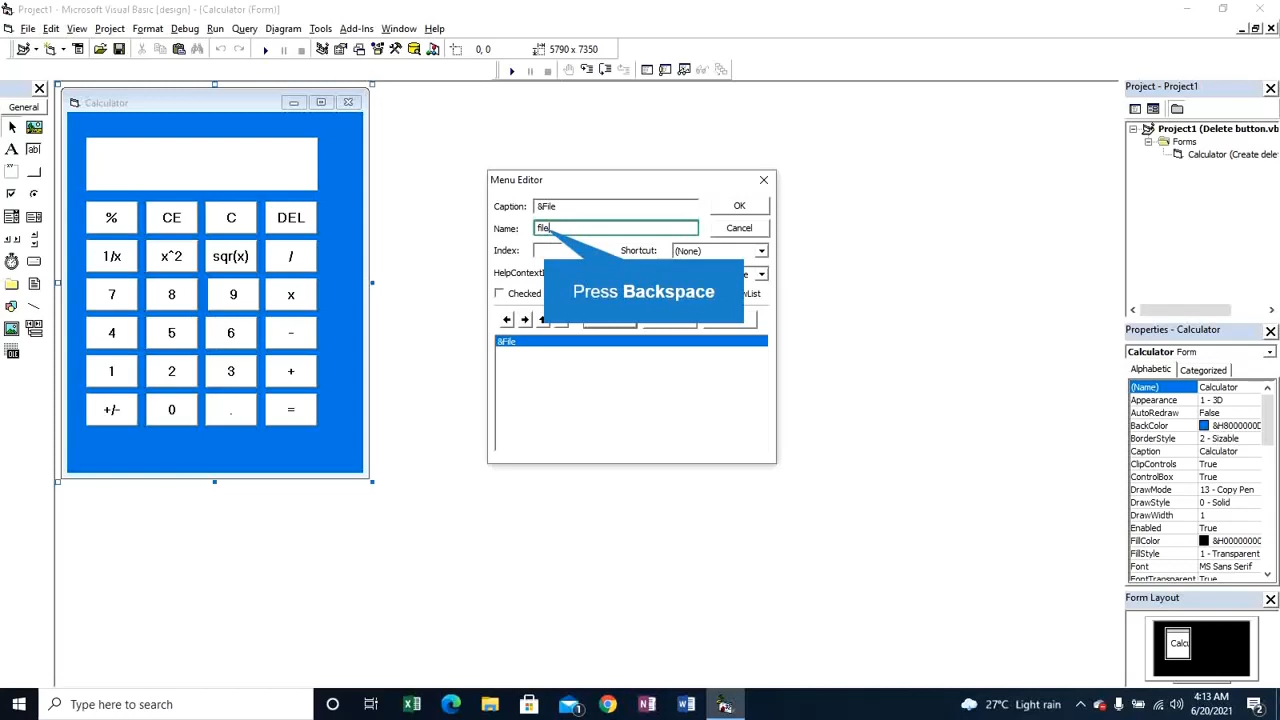 Project1 - Microsoft Visual Basic [design] - [Calculator (Form)]
File Edit View Project Format Debug Run Query Diagram Tools Add-Ins Window Help
0, 0 5790 x 7350
General
Calculator
% CE C DEL
1/x x^2 sqr(x) /
7 8 9 x
4 5 6 -
1 2 3 +
+/- 0 . =
Menu Editor
Caption: &File OK
Name: file Cancel
Index: Shortcut: (None)
Checked
Press Backspace
&File
Project - Project1
Project1 (Delete button.vb
Forms
Calculator (Create dele
Properties - Calculator
Calculator Form
Alphabetic Categorized
(Name) Calculator
Appearance 1 - 3D
AutoRedraw False
BackColor &H8000000D
BorderStyle 2 - Sizable
Caption Calculator
ClipControls True
ControlBox True
DrawMode 13 - Copy Pen
DrawStyle 0 - Solid
DrawWidth 1
Enabled True
FillColor &H0000000C
FillStyle 1 - Transparent
Font MS Sans Serif
FontTransparent True
Form Layout
Type here to search
27°C Light rain
4:13 AM
6/20/2021